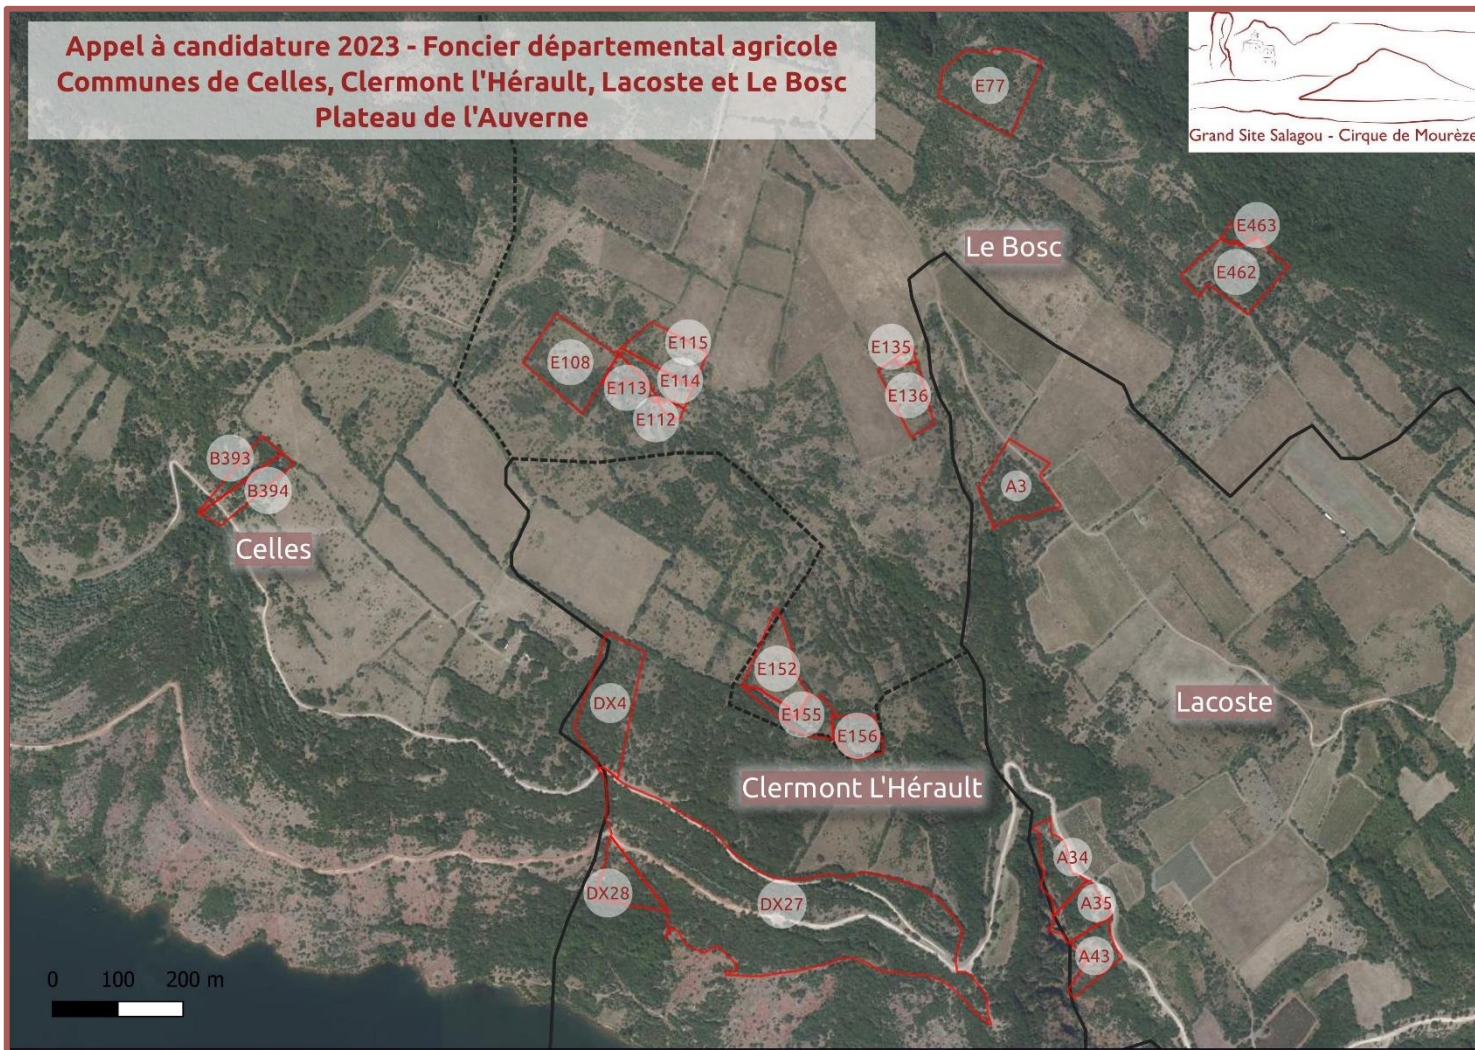 Appel à candidature 2023 - Foncier départemental agricole
Communes de Celles, Clermont l'Hérault, Lacoste et Le Bosc
Plateau de l'Auverne
Grand Site Salagou - Cirque de Mourèze
E77
Le Bosc
E463
E462
E115
E108
E114
E113
E112
E135
E136
B393
B394
A3
Celles
E152
DX4
E155
E156
Lacoste
Clermont L'Hérault
A34
DX28
DX27
A35
A43
0 100 200 m